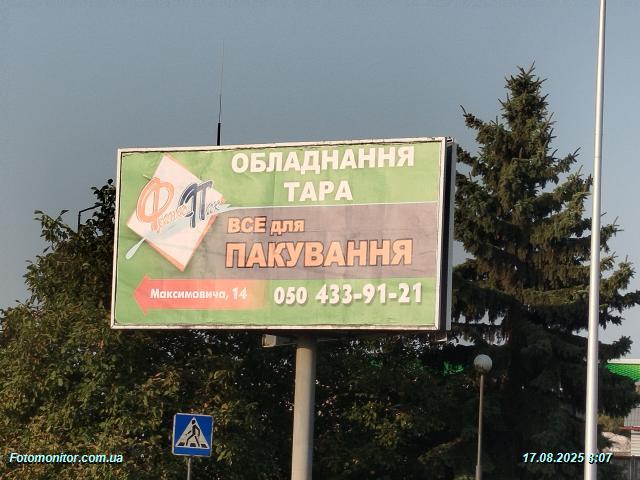 ОБЛАДНАННЯ
ТАРА
ФортеПак
ВСЕ для
ПАКУВАННЯ
Максимовича, 14
050 433-91-21
Fotomonitor.com.ua
17.08.2025 8:07